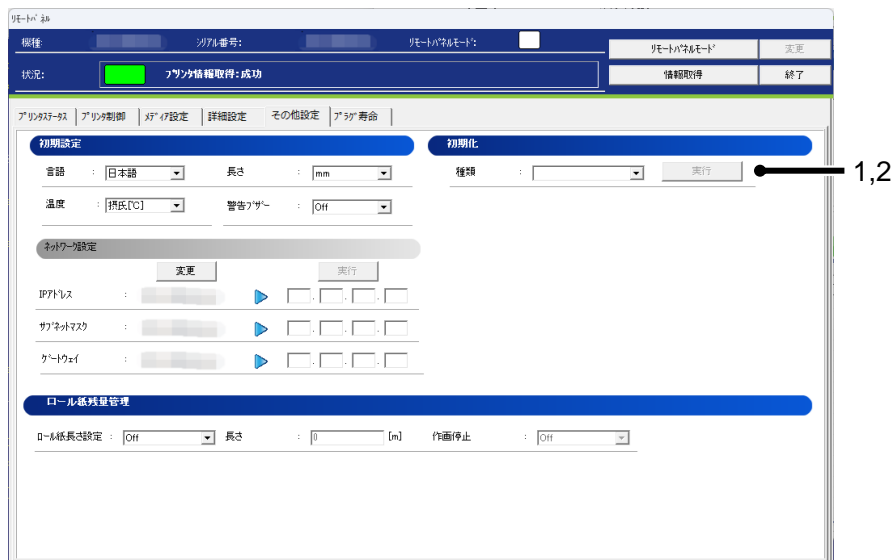 リモートパネル
機種: シリアル番号: リモートパネルモード: リモートパネルモード 変更
状況: プリンタ情報取得:成功 情報取得 終了
プリンタステータス プリンタ制御 メディア設定 詳細設定 その他設定 プラグ寿命
初期設定 初期化
言語 : 日本語 長さ : mm 種類 : 実行 1,2
温度 : 摂氏[℃] 警告ブザー : Off
ネットワーク設定
変更 実行
IPアドレス : . . .
サブネットマスク : . . .
ゲートウェイ : . . .
ロール紙残量管理
ロール紙長さ設定 : Off 長さ : 0 [m] 作画停止 : Off